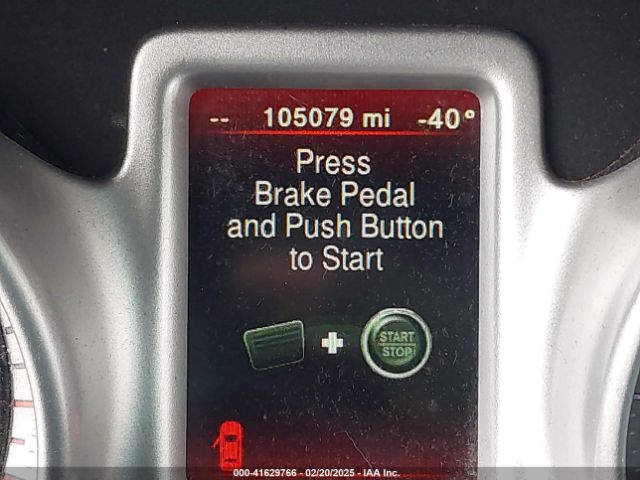 -- 105079 mi -40°
Press
Brake Pedal
and Push Button
to Start
START
STOP
000-41629766 - 02/20/2025 - IAA Inc.